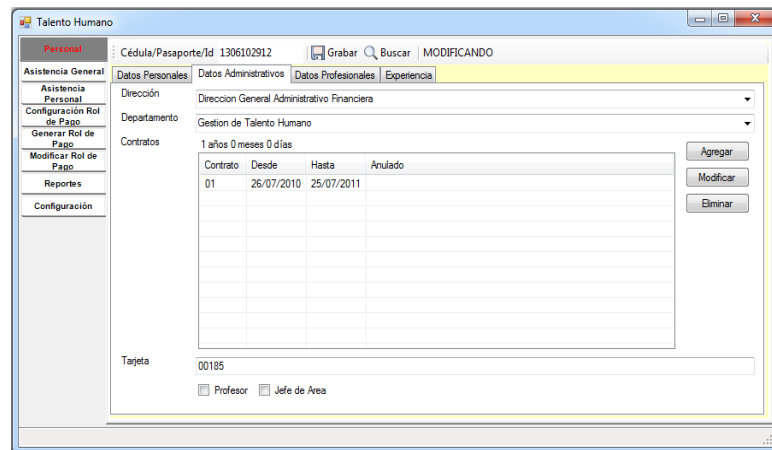 Talento Humano
Personal
Asistencia General
Asistencia
Personal
Configuración Rol
de Pago
Generar Rol de
Pago
Modificar Rol de
Pago
Reportes
Configuración
Cédula/Pasaporte/Id 1306102912 Grabar Buscar MODIFICANDO
Datos Personales Datos Administrativos Datos Profesionales Experiencia
Dirección Direccion General Administrativo Financiera
Departamento Gestion de Talento Humano
Contratos 1 años 0 meses 0 días
Contrato Desde Hasta Anulado
01 26/07/2010 25/07/2011
Agregar
Modificar
Eliminar
Tarjeta 00185
Profesor Jefe de Area